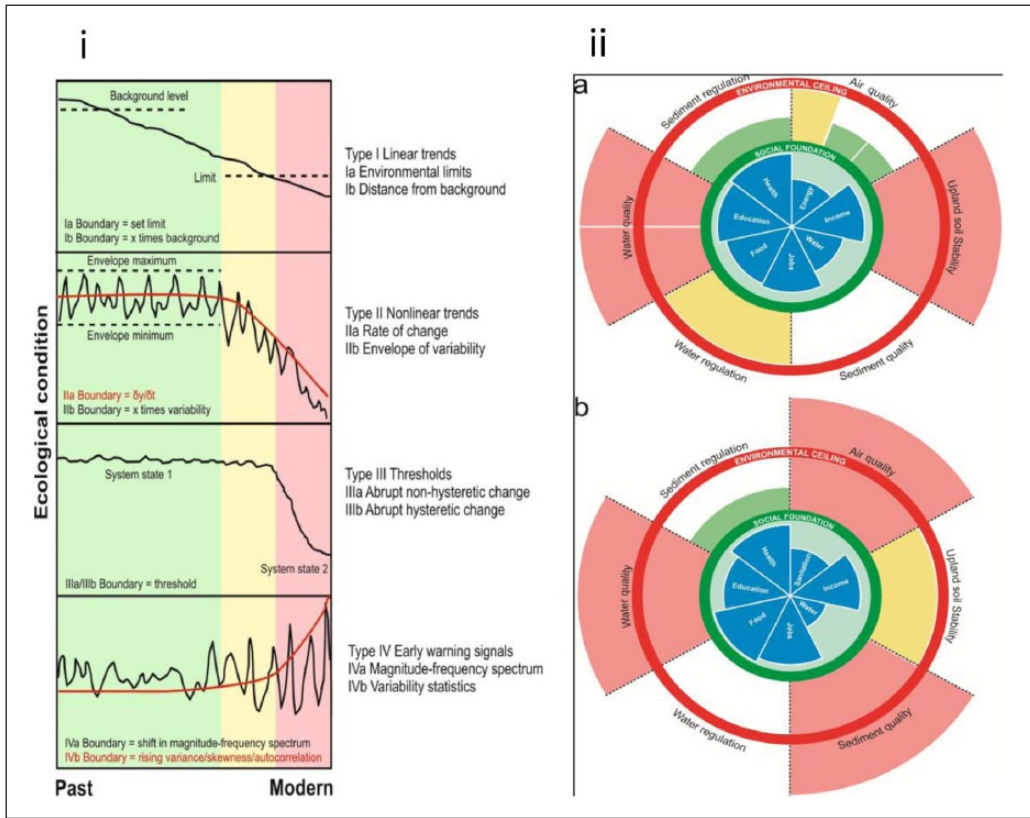 i
Ecological condition
Background level
Limit
Ia Boundary = set limit
Ib Boundary = x times background
Type I Linear trends
Ia Environmental limits
Ib Distance from background
Envelope maximum
Envelope minimum
IIa Boundary = δy/δt
IIb Boundary = x times variability
Type II Nonlinear trends
IIa Rate of change
IIb Envelope of variability
System state 1
System state 2
IIIa/IIIb Boundary = threshold
Type III Thresholds
IIIa Abrupt non-hysteretic change
IIIb Abrupt hysteretic change
IVa Boundary = shift in magnitude-frequency spectrum
IVb Boundary = rising variance/skewness/autocorrelation
Type IV Early warning signals
IVa Magnitude-frequency spectrum
IVb Variability statistics
Past
Modern
ii
a
Sediment regulation
ENVIRONMENTAL CEILING
Air quality
SOCIAL FOUNDATION
Health
Energy
Education
Income
Water quality
Upland soil Stability
Food
Jobs
Water
Water regulation
Sediment quality
b
Sediment regulation
ENVIRONMENTAL CEILING
Air quality
SOCIAL FOUNDATION
Health
Sanitation
Education
Income
Water quality
Upland soil Stability
Food
Jobs
Water
Water regulation
Sediment quality